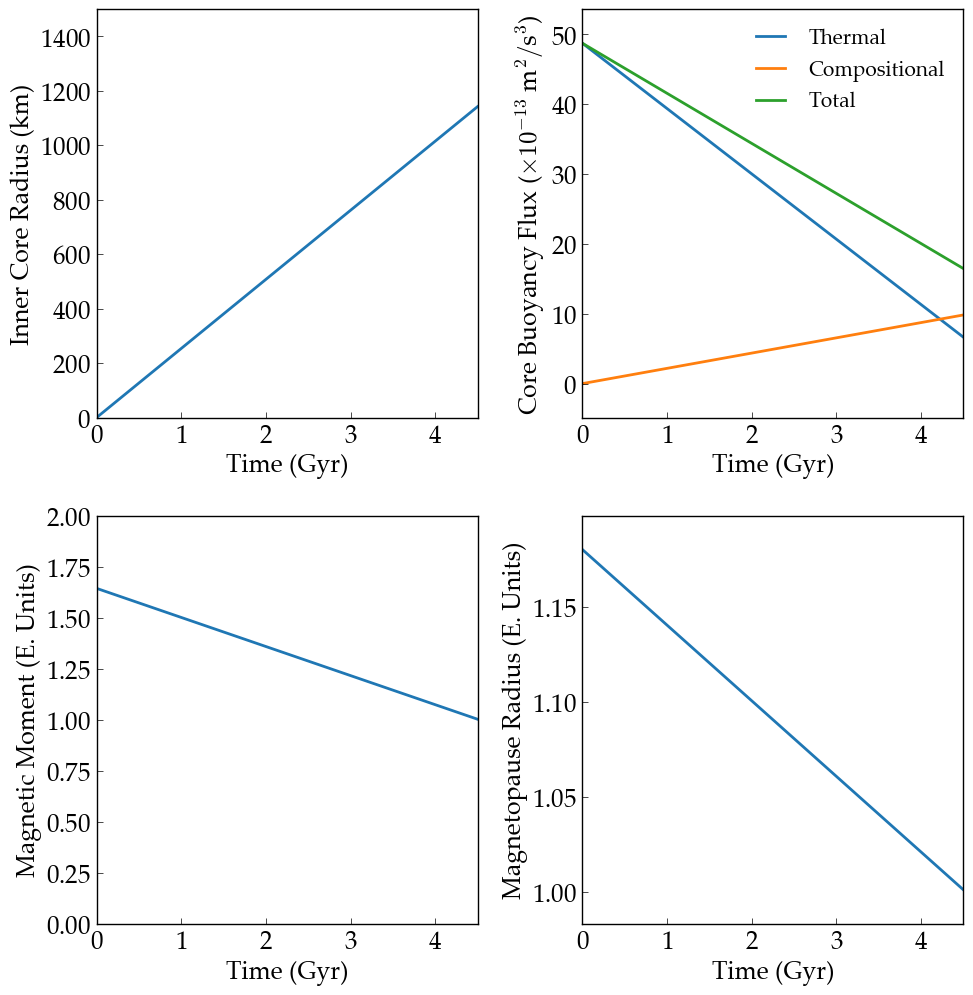 Inner Core Radius (km)
1400
1200
1000
800
600
400
200
0
0 1 2 3 4
Time (Gyr)
Core Buoyancy Flux (×10⁻¹³ m²/s³)
50
40
30
20
10
0
Thermal
Compositional
Total
0 1 2 3 4
Time (Gyr)
Magnetic Moment (E. Units)
2.00
1.75
1.50
1.25
1.00
0.75
0.50
0.25
0.00
0 1 2 3 4
Time (Gyr)
Magnetopause Radius (E. Units)
1.15
1.10
1.05
1.00
0 1 2 3 4
Time (Gyr)